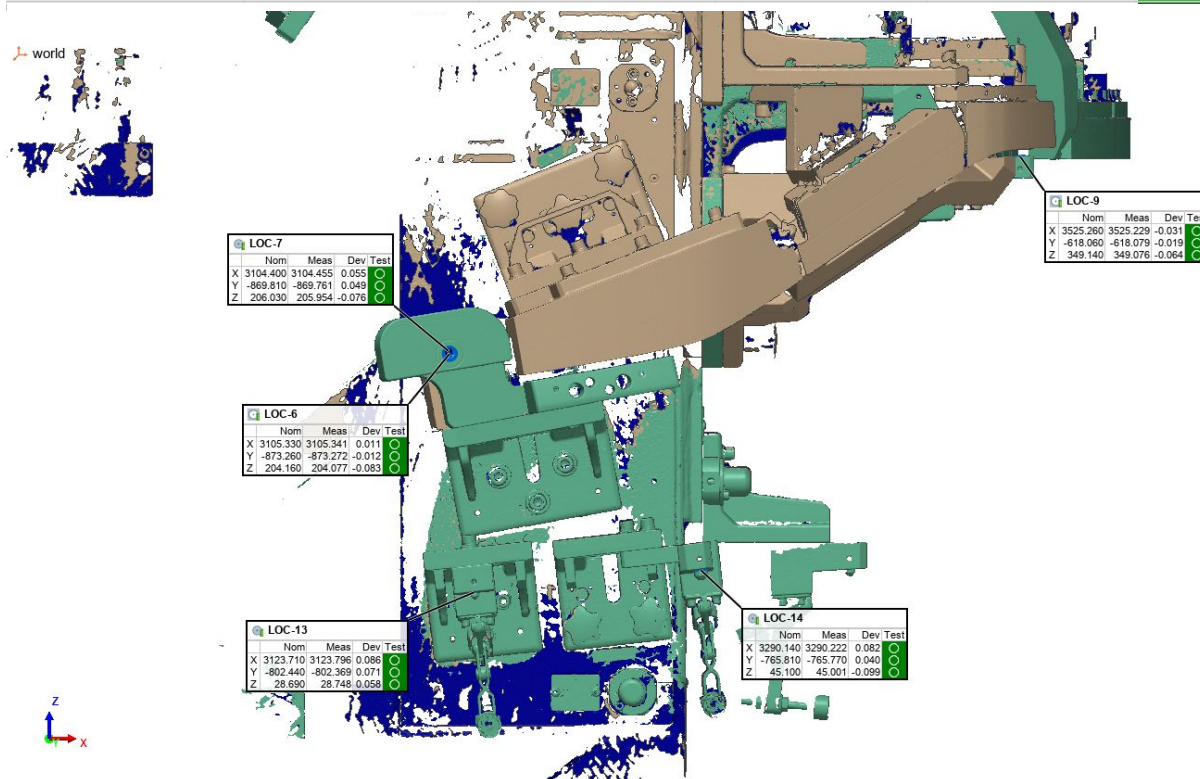 world
LOC-9
Nom Meas Dev Tes
X 3525.260 3525.229 -0.031
Y -618.060 -618.079 -0.019
Z 349.140 349.076 -0.064
LOC-7
Nom Meas Dev Test
X 3104.400 3104.455 0.055
Y -869.810 -869.761 0.049
Z 206.030 205.954 -0.076
LOC-6
Nom Meas Dev Test
X 3105.330 3105.341 0.011
Y -873.260 -873.272 -0.012
Z 204.160 204.077 -0.083
LOC-13
Nom Meas Dev Test
X 3123.710 3123.796 0.086
Y -802.440 -802.369 0.071
Z 28.690 28.748 0.058
LOC-14
Nom Meas Dev Test
X 3290.140 3290.222 0.082
Y -765.810 -765.770 0.040
Z 45.100 45.001 -0.099
Z
X